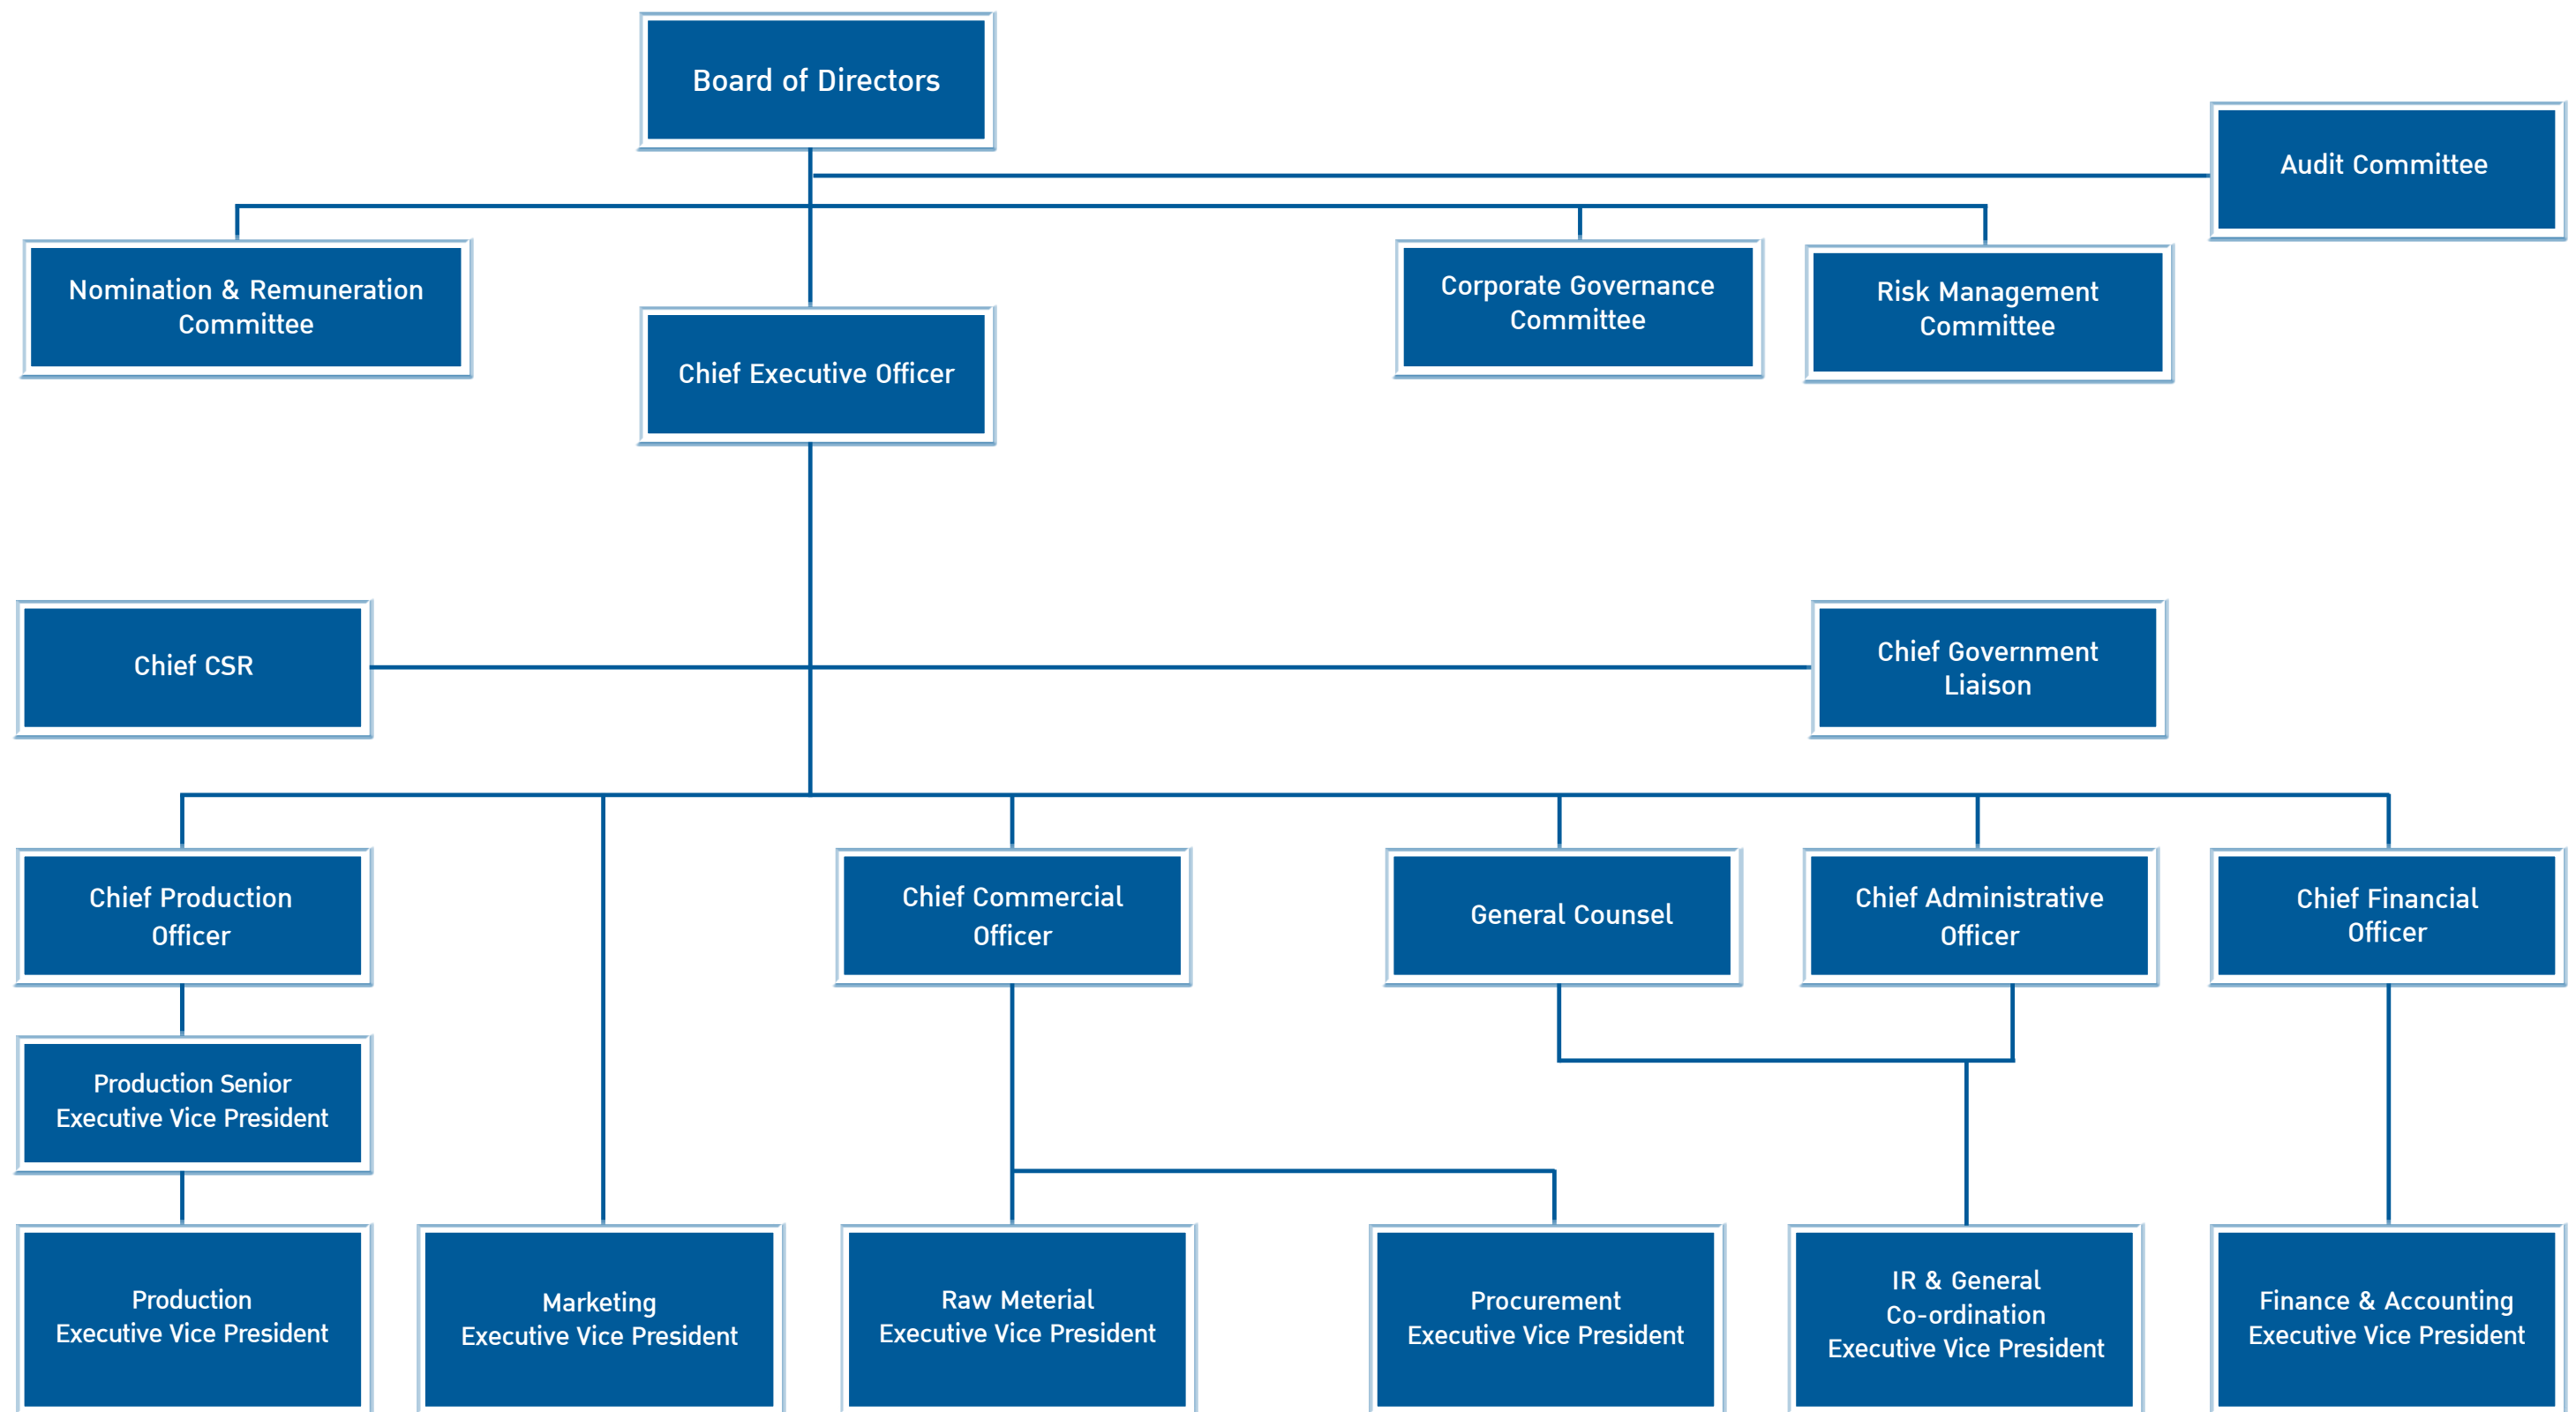 Board of Directors
Audit Committee
Nomination & Remuneration
Committee
Corporate Governance
Committee
Risk Management
Committee
Chief Executive Officer
Chief CSR
Chief Government
Liaison
Chief Production
Officer
Chief Commercial
Officer
General Counsel
Chief Administrative
Officer
Chief Financial
Officer
Production Senior
Executive Vice President
Production
Executive Vice President
Marketing
Executive Vice President
Raw Meterial
Executive Vice President
Procurement
Executive Vice President
IR & General
Co-ordination
Executive Vice President
Finance & Accounting
Executive Vice President